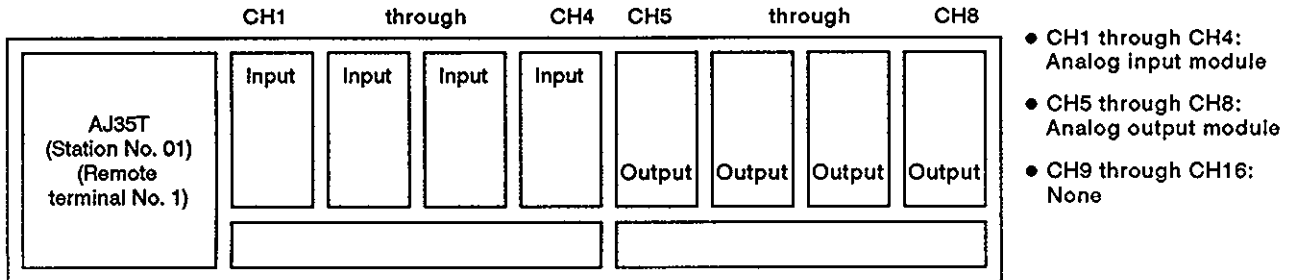 CH1 through CH4 CH5 through CH8
Input Input Input Input
AJ35T
(Station No. 01)
(Remote
terminal No. 1)
Output Output Output Output
● CH1 through CH4:
Analog input module
● CH5 through CH8:
Analog output module
● CH9 through CH16:
None